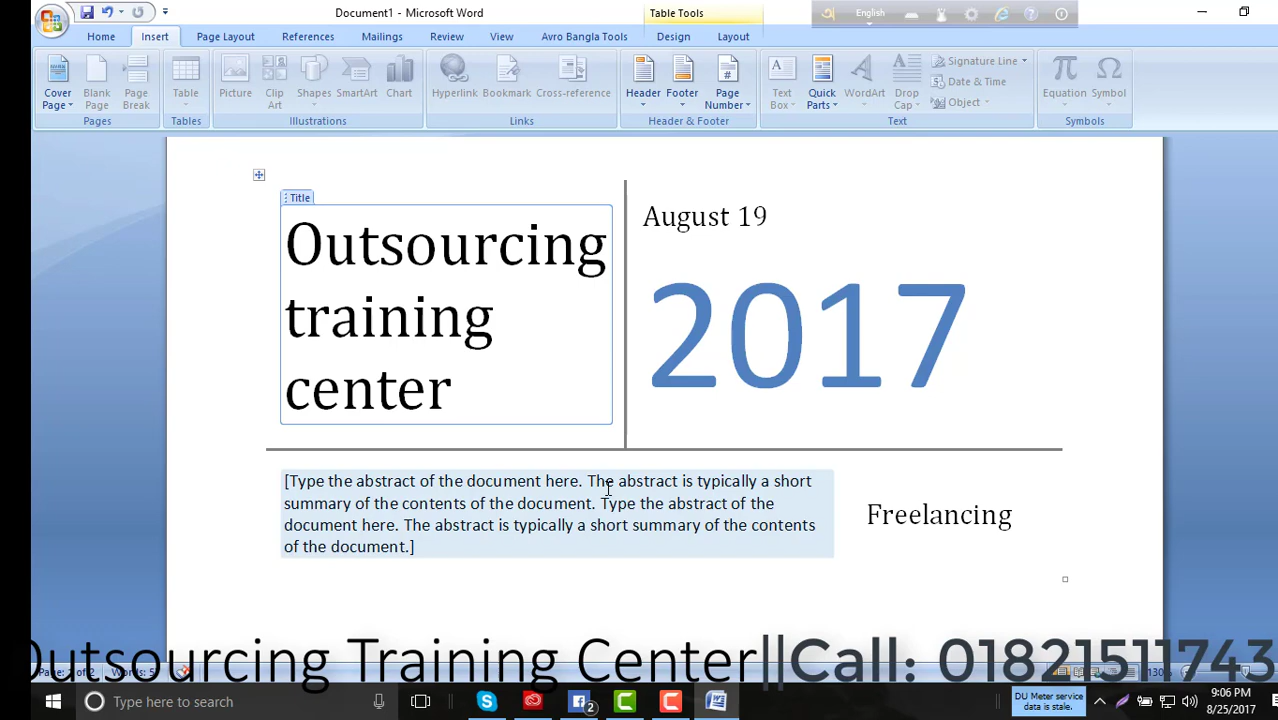 Document1 - Microsoft Word
Table Tools
English
Home
Insert
Page Layout
References
Mailings
Review
View
Avro Bangla Tools
Design
Layout
Cover
Page
Blank
Page
Page
Break
Table
Picture
Clip
Art
Shapes
SmartArt
Chart
Hyperlink
Bookmark
Cross-reference
Header
Footer
Page
Number
Text
Box
Quick
Parts
WordArt
Drop
Cap
Signature Line
Date & Time
Object
Equation
Symbol
Pages
Tables
Illustrations
Links
Header & Footer
Text
Symbols
Title
Outsourcing
training
center
August 19
2017
[Type the abstract of the document here. The abstract is typically a short
summary of the contents of the document. Type the abstract of the
document here. The abstract is typically a short summary of the contents
of the document.]
Freelancing
Outsourcing Training Center||Call: 01821511743
Type here to search
2
DU Meter service
data is stale.
9:06 PM
8/25/2017